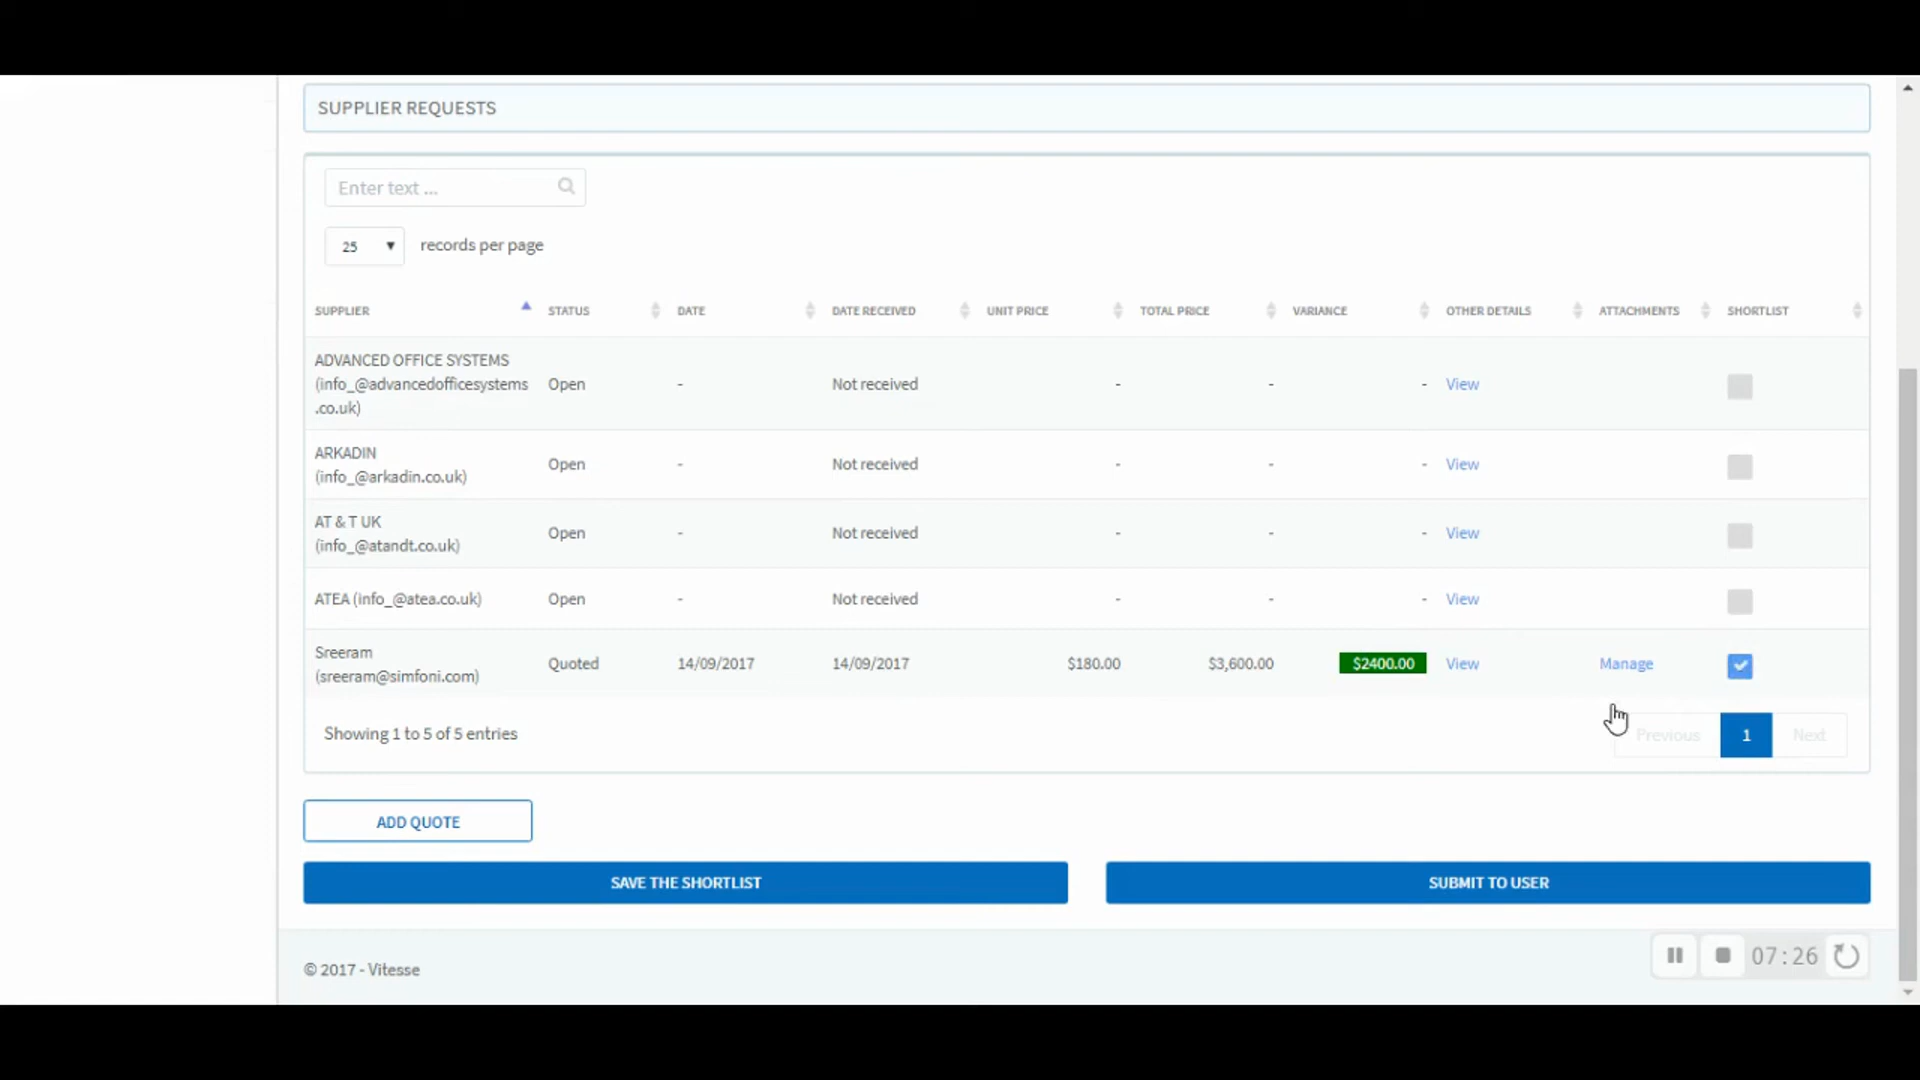 SUPPLIER REQUESTS
Enter text ...
25 records per page
SUPPLIER STATUS DATE DATE RECEIVED UNIT PRICE TOTAL PRICE VARIANCE OTHER DETAILS ATTACHMENTS SHORTLIST
ADVANCED OFFICE SYSTEMS
(info_@advancedofficesystems Open - Not received - - - View
.co.uk)
ARKADIN
Open - Not received - - - View
(info_@arkadin.co.uk)
AT & T UK
Open - Not received - - - View
(info_@atandt.co.uk)
ATEA (info_@atea.co.uk) Open - Not received - - - View
Sreeram
Quoted 14/09/2017 14/09/2017 $180.00 $3,600.00 $2400.00 View Manage
(sreeram@simfoni.com)
Showing 1 to 5 of 5 entries Previous 1 Next
ADD QUOTE
SAVE THE SHORTLIST SUBMIT TO USER
© 2017 - Vitesse 07:26